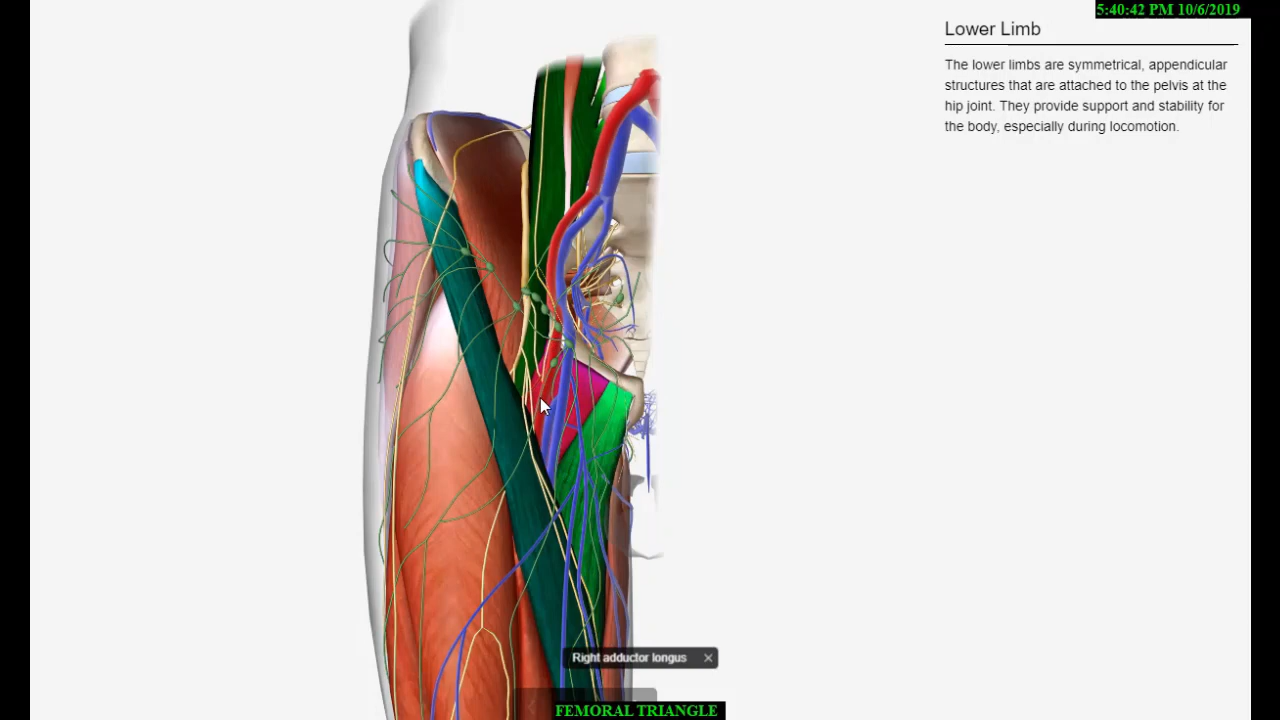 5:40:42 PM 10/6/2019
Lower Limb
The lower limbs are symmetrical, appendicular
structures that are attached to the pelvis at the
hip joint. They provide support and stability for
the body, especially during locomotion.
Right adductor longus ×
FEMORAL TRIANGLE